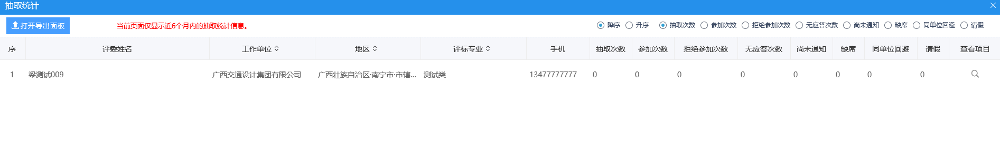 抽取统计
打开导出面板 当前页面仅显示近6个月内的抽取统计信息。 降序 升序 抽取次数 参加次数 拒绝参加次数 无应答次数 尚未通知 缺席 同单位回避 请假
序 评委姓名 工作单位 地区 评标专业 手机 抽取次数 参加次数 拒绝参加次数 无应答次数 尚未通知 缺席 同单位回避 请假 查看项目
1 梁测试009 广西交通设计集团有限公司 广西壮族自治区·南宁市·市辖... 测试类 13477777777 0 0 0 0 0 0 0 0